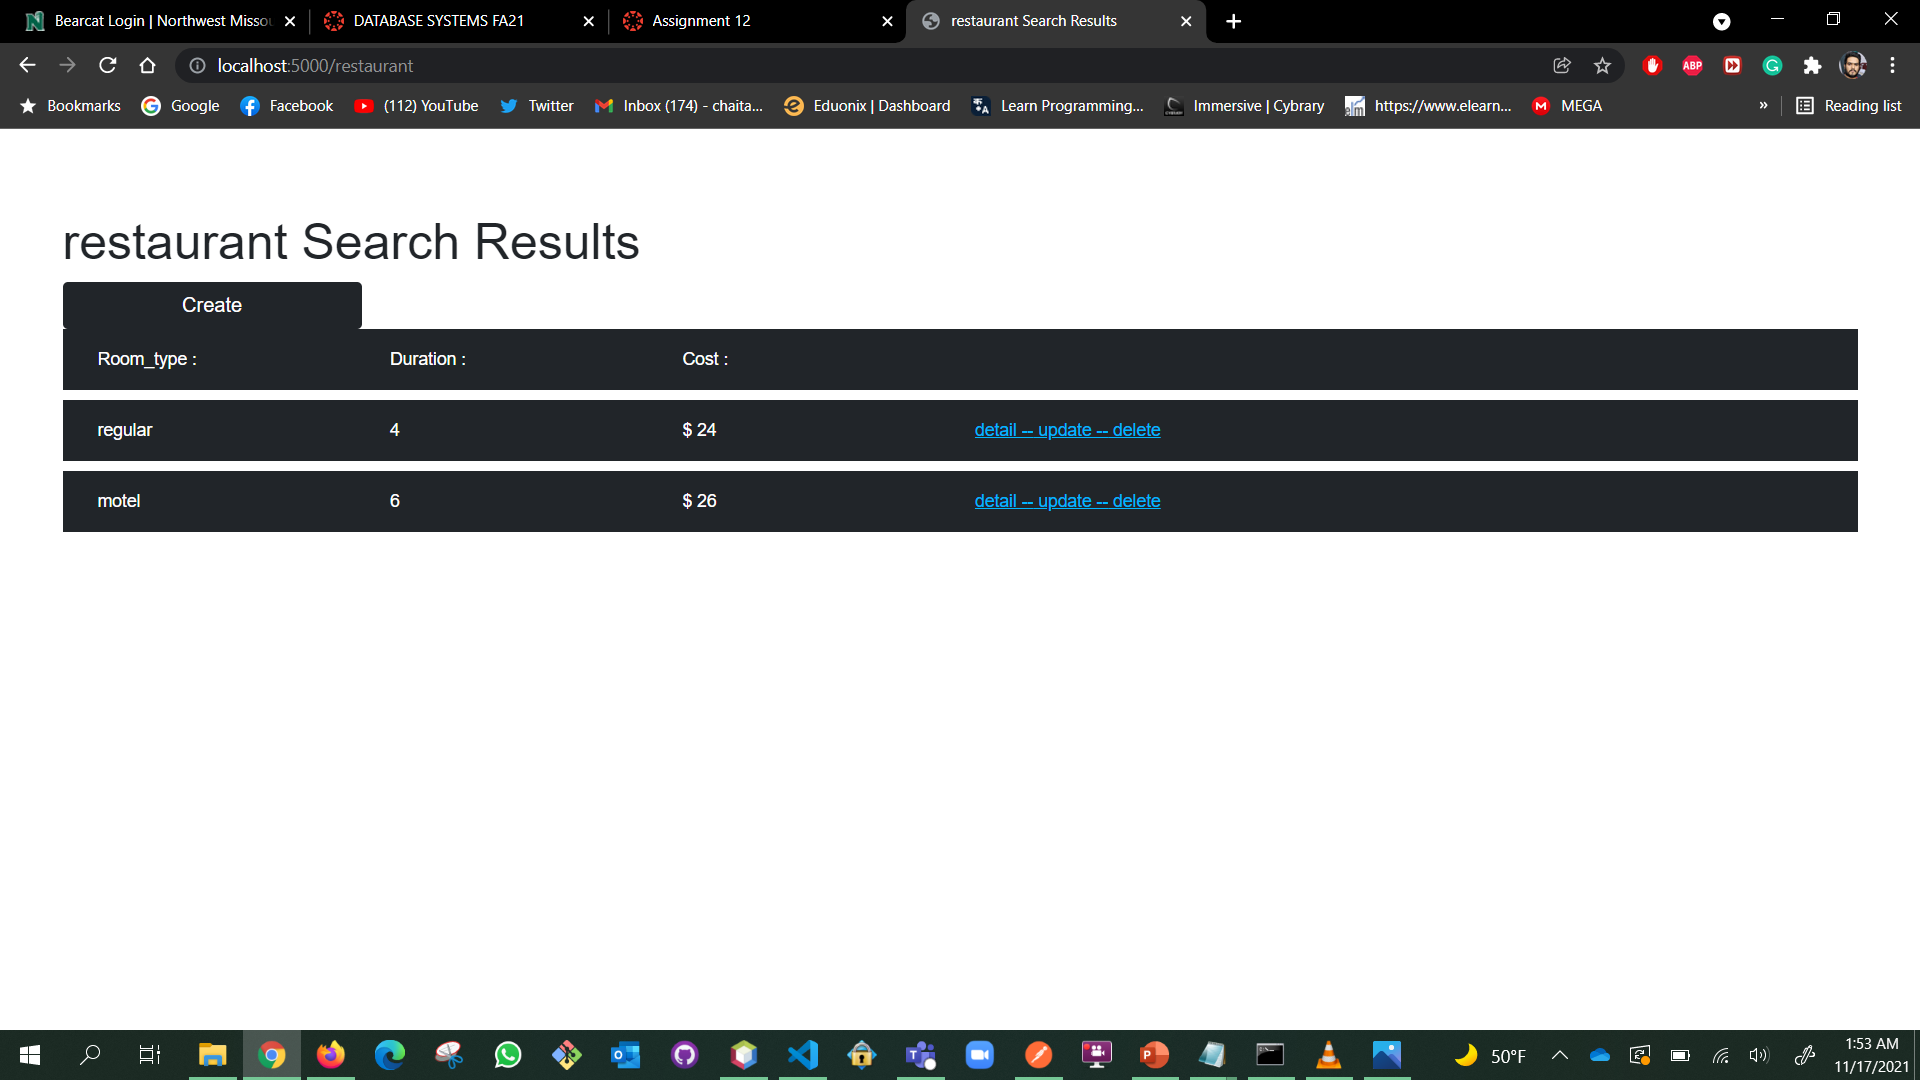 Bearcat Login | Northwest Missou
DATABASE SYSTEMS FA21
Assignment 12
restaurant Search Results
localhost:5000/restaurant
ABP
Bookmarks
Google
Facebook
(112) YouTube
Twitter
Inbox (174) - chaita...
Eduonix | Dashboard
Learn Programming...
Immersive | Cybrary
https://www.elearn...
MEGA
»
Reading list
restaurant Search Results
Create
Room_type : Duration : Cost :
regular 4 $ 24 detail -- update -- delete
motel 6 $ 26 detail -- update -- delete
50°F
1:53 AM
11/17/2021